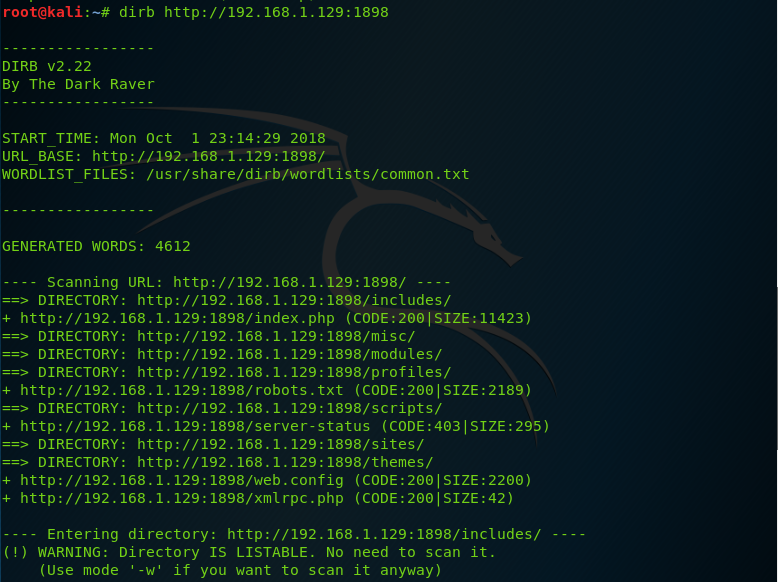 root@kali:~# dirb http://192.168.1.129:1898
-----------------
DIRB v2.22
By The Dark Raver
-----------------
START_TIME: Mon Oct  1 23:14:29 2018
URL_BASE: http://192.168.1.129:1898/
WORDLIST_FILES: /usr/share/dirb/wordlists/common.txt
-----------------
GENERATED WORDS: 4612
---- Scanning URL: http://192.168.1.129:1898/ ----
==> DIRECTORY: http://192.168.1.129:1898/includes/
+ http://192.168.1.129:1898/index.php (CODE:200|SIZE:11423)
==> DIRECTORY: http://192.168.1.129:1898/misc/
==> DIRECTORY: http://192.168.1.129:1898/modules/
==> DIRECTORY: http://192.168.1.129:1898/profiles/
+ http://192.168.1.129:1898/robots.txt (CODE:200|SIZE:2189)
==> DIRECTORY: http://192.168.1.129:1898/scripts/
+ http://192.168.1.129:1898/server-status (CODE:403|SIZE:295)
==> DIRECTORY: http://192.168.1.129:1898/sites/
==> DIRECTORY: http://192.168.1.129:1898/themes/
+ http://192.168.1.129:1898/web.config (CODE:200|SIZE:2200)
+ http://192.168.1.129:1898/xmlrpc.php (CODE:200|SIZE:42)
---- Entering directory: http://192.168.1.129:1898/includes/ ----
(!) WARNING: Directory IS LISTABLE. No need to scan it.
    (Use mode '-w' if you want to scan it anyway)